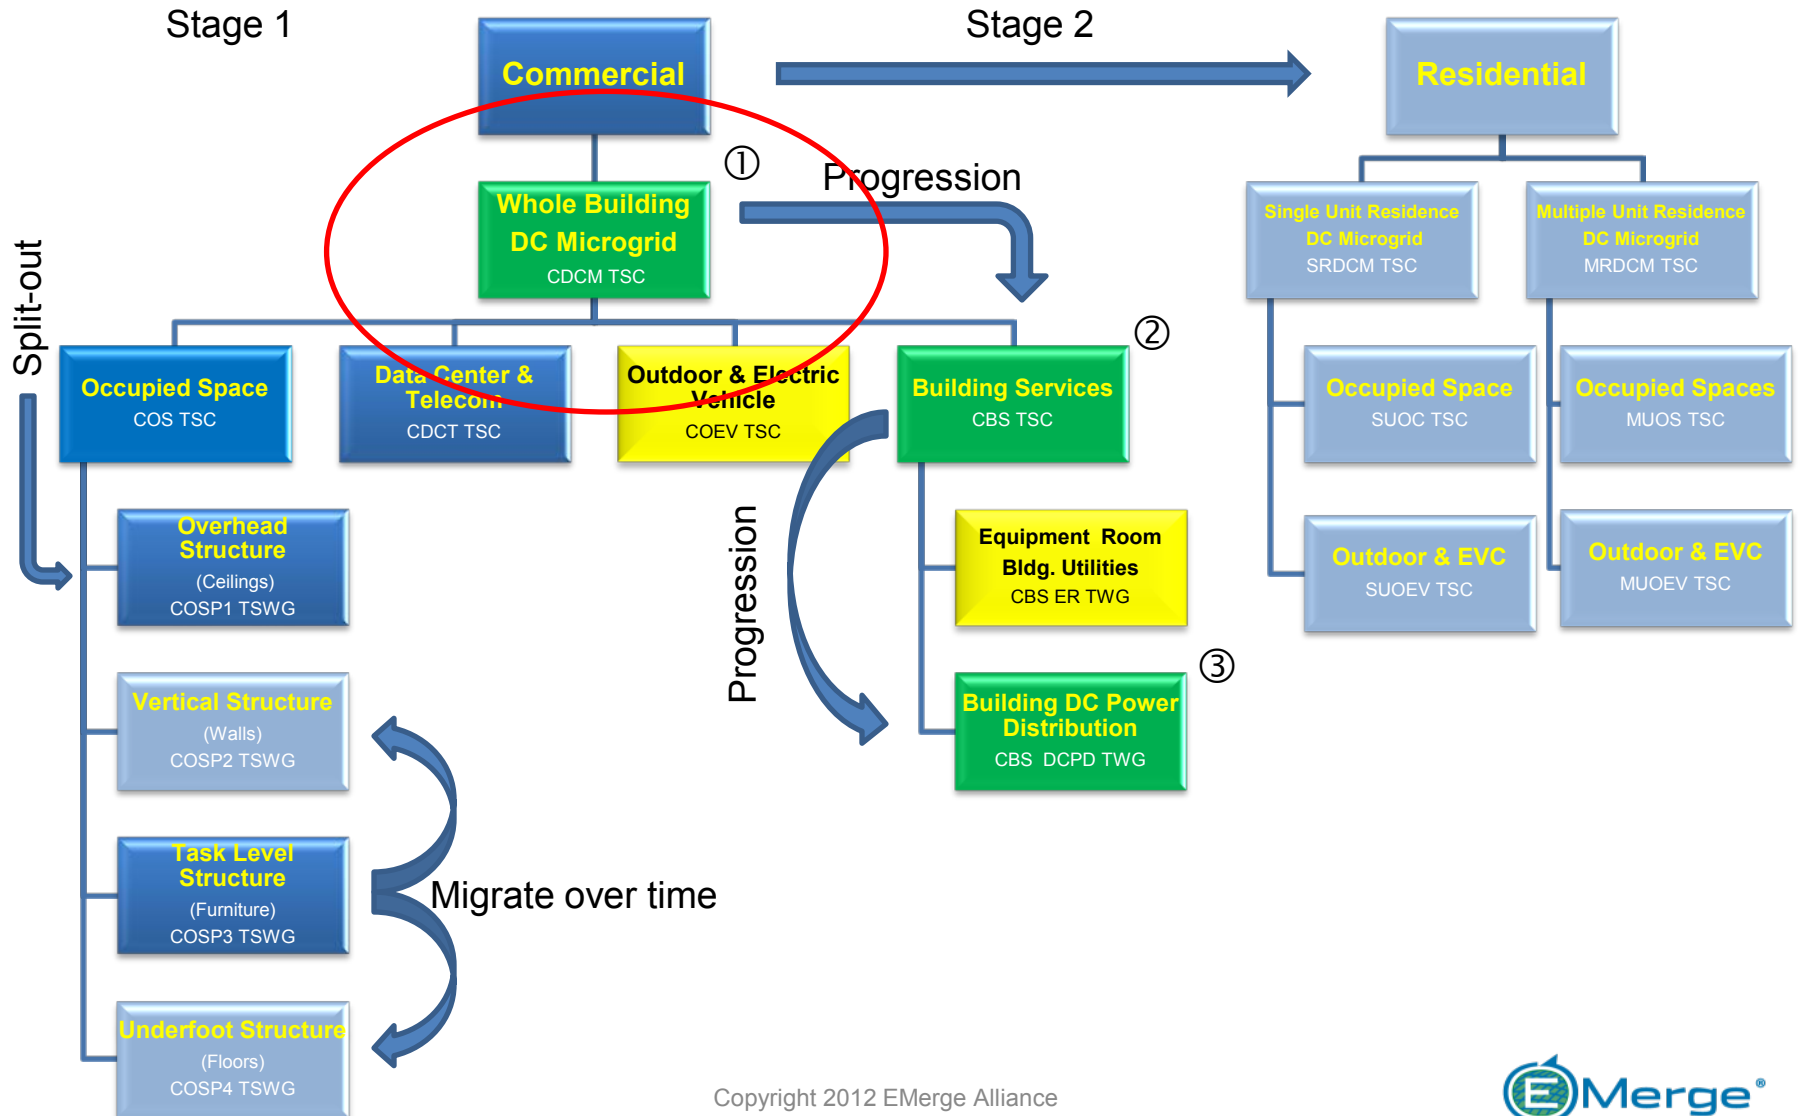 Stage 1
Stage 2
Commercial
Residential
①
Progression
Whole Building
DC Microgrid
CDCM TSC
Single Unit Residence
DC Microgrid
SRDCM TSC
Multiple Unit Residence
DC Microgrid
MRDCM TSC
Split-out
②
Occupied Space
COS TSC
Data Center &
Telecom
CDCT TSC
Outdoor & Electric
Vehicle
COEV TSC
Building Services
CBS TSC
Occupied Space
SUOC TSC
Occupied Spaces
MUOS TSC
Overhead
Structure
(Ceilings)
COSP1 TSWG
Progression
Equipment Room
Bldg. Utilities
CBS ER TWG
Outdoor & EVC
SUOEV TSC
Outdoor & EVC
MUOEV TSC
③
Vertical Structure
(Walls)
COSP2 TSWG
Building DC Power
Distribution
CBS DCPD TWG
Task Level
Structure
(Furniture)
COSP3 TSWG
Migrate over time
Underfoot Structure
(Floors)
COSP4 TSWG
Copyright 2012 EMerge Alliance
EMerge®